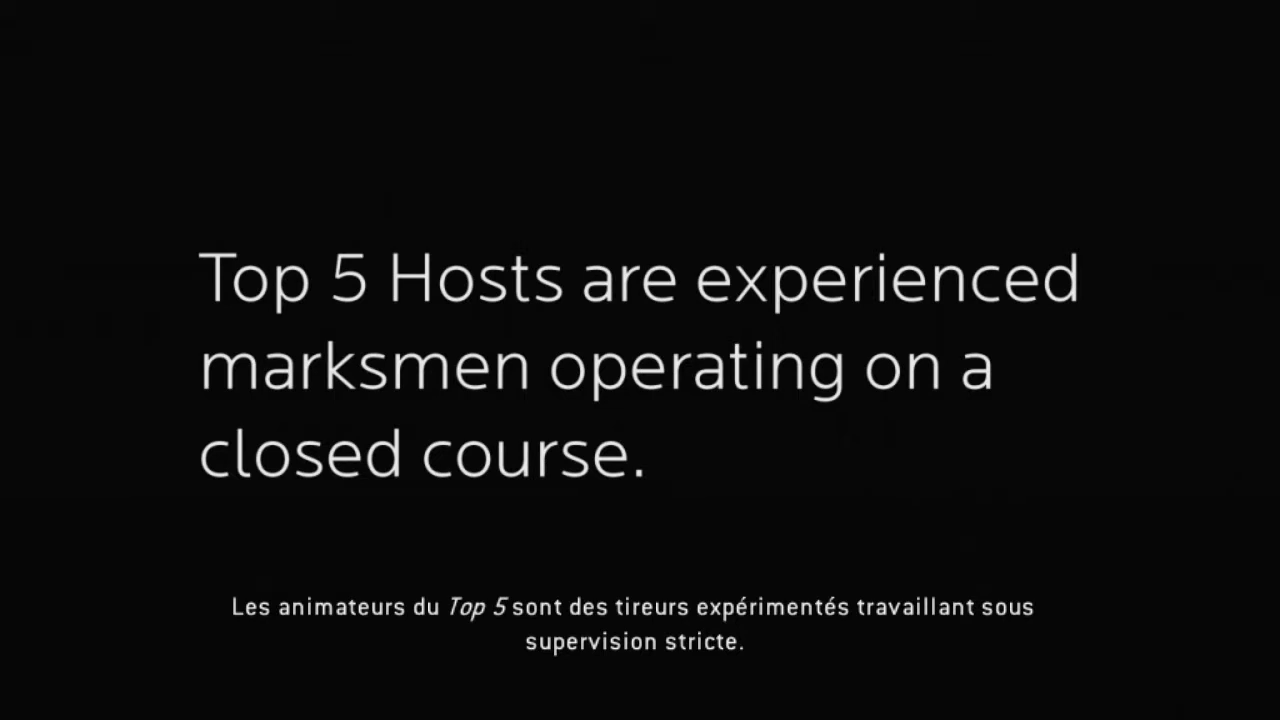 Top 5 Hosts are experienced
marksmen operating on a
closed course.
Les animateurs du Top 5 sont des tireurs expérimentés travaillant sous
supervision stricte.